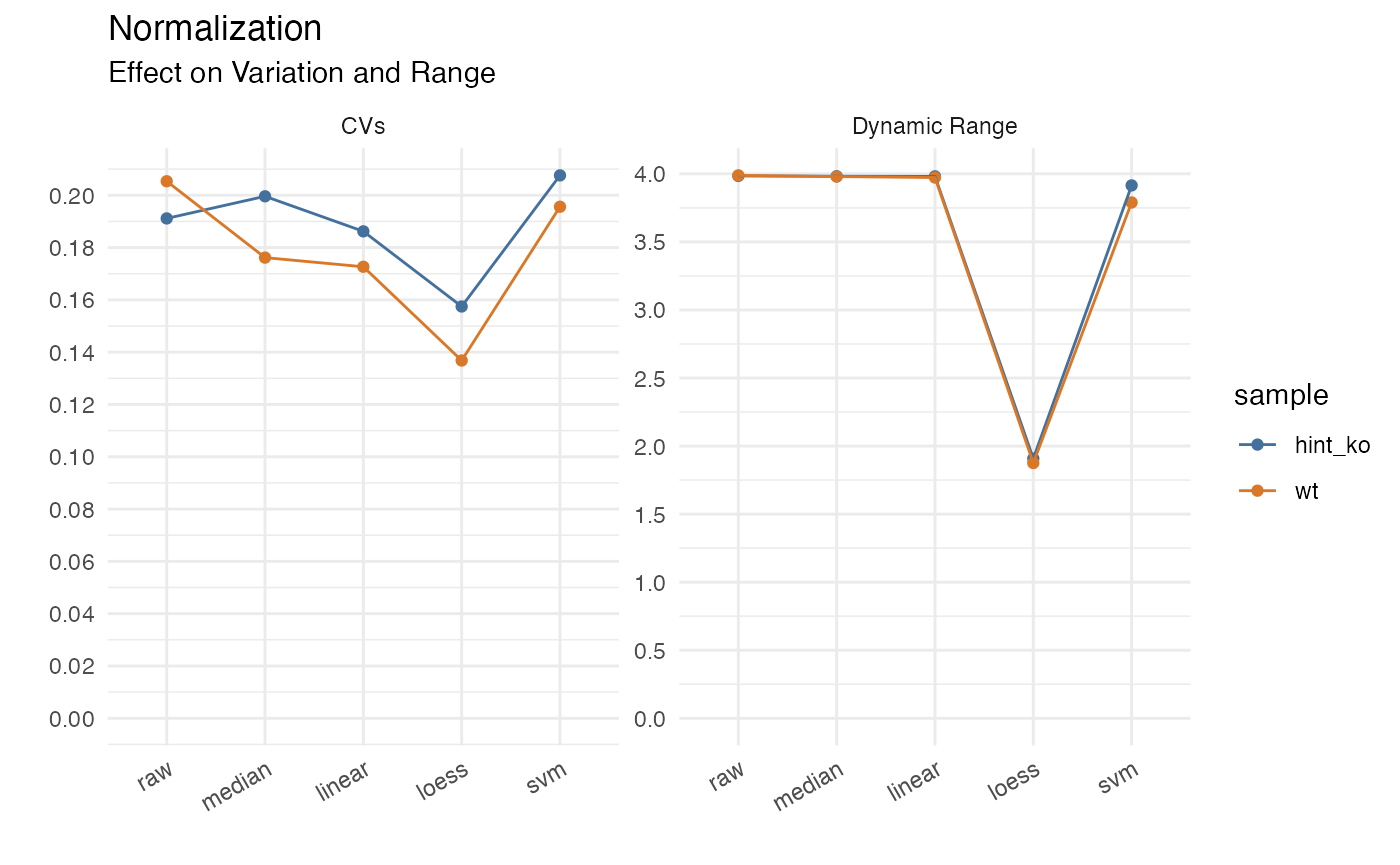 Normalization
Effect on Variation and Range
CVs
0.20
0.18
0.16
0.14
0.12
0.10
0.08
0.06
0.04
0.02
0.00
raw
median
linear
loess
svm
Dynamic Range
4.0
3.5
3.0
2.5
2.0
1.5
1.0
0.5
0.0
raw
median
linear
loess
svm
sample
hint_ko
wt